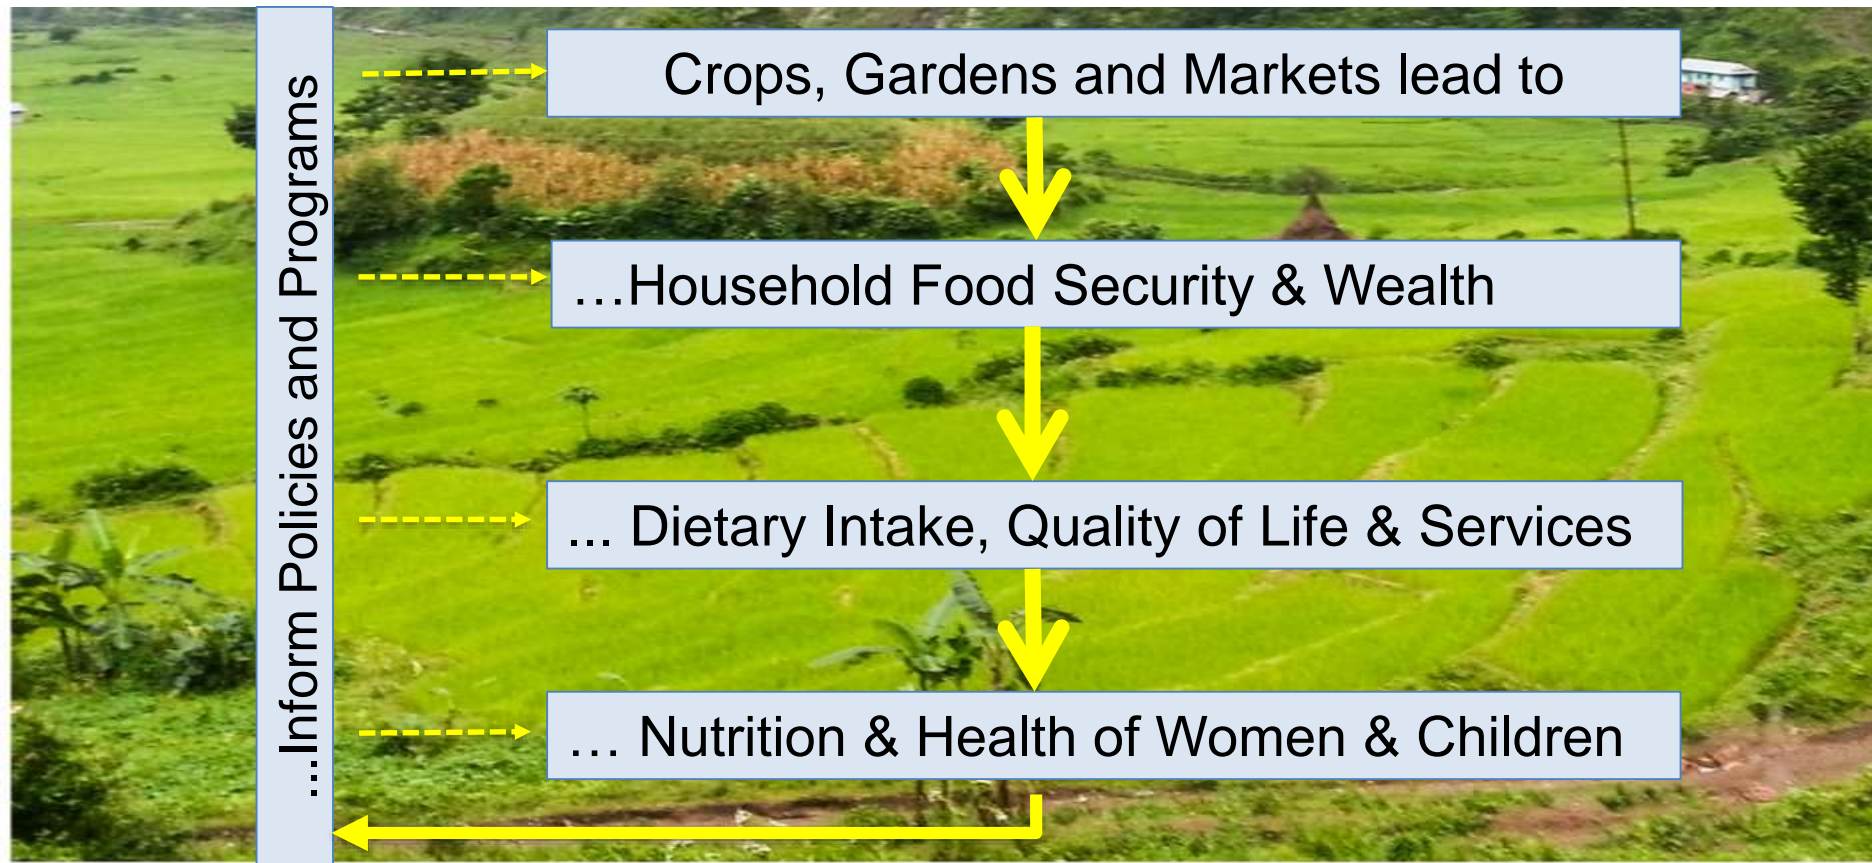 Crops, Gardens and Markets lead to
…Household Food Security & Wealth
... Dietary Intake, Quality of Life & Services
… Nutrition & Health of Women & Children
...Inform Policies and Programs